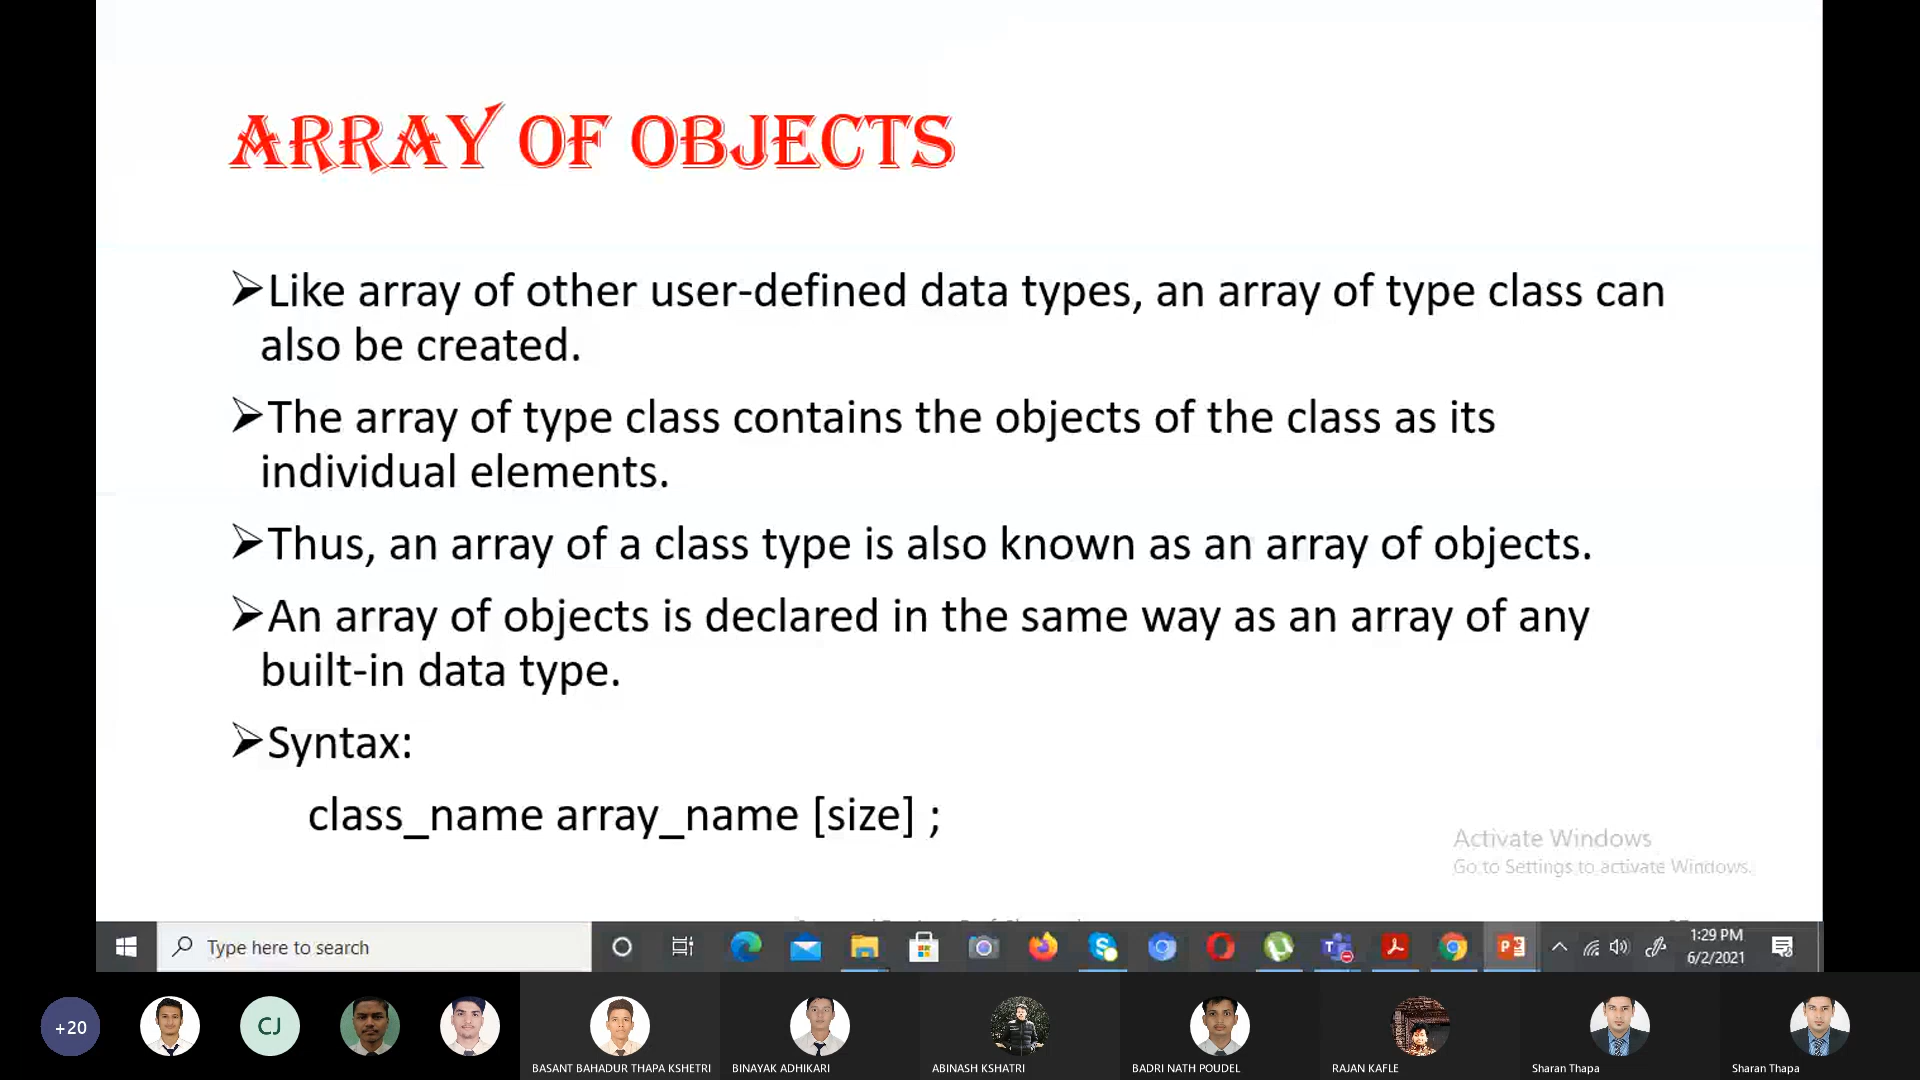 ARRAY OF OBJECTS
➢Like array of other user-defined data types, an array of type class can
also be created.
➢The array of type class contains the objects of the class as its
individual elements.
➢Thus, an array of a class type is also known as an array of objects.
➢An array of objects is declared in the same way as an array of any
built-in data type.
➢Syntax:
class_name array_name [size] ;
Activate Windows
Go to Settings to activate Windows.
Type here to search
1:29 PM
6/2/2021
+20
CJ
BASANT BAHADUR THAPA KSHETRI
BINAYAK ADHIKARI
ABINASH KSHATRI
BADRI NATH POUDEL
RAJAN KAFLE
Sharan Thapa
Sharan Thapa